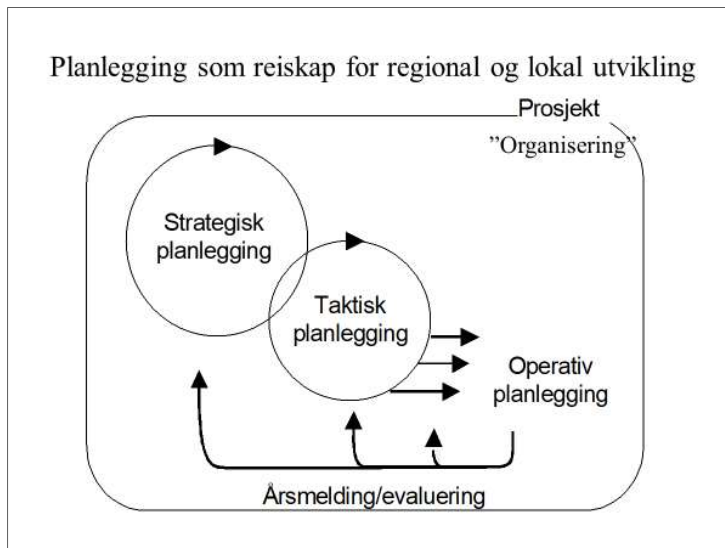 Planlegging som reiskap for regional og lokal utvikling
Prosjekt
”Organisering”
Strategisk
planlegging
Taktisk
planlegging
Operativ
planlegging
Årsmelding/evaluering